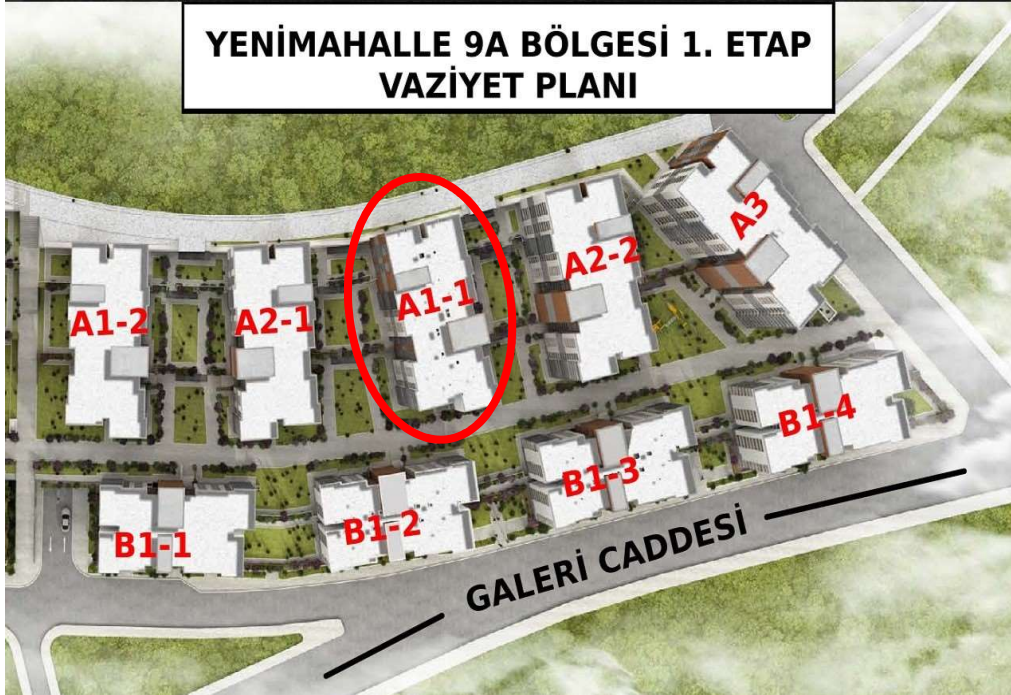 YENİMAHALLE 9A BÖLGESİ 1. ETAP
VAZİYET PLANI
A3
A2-2
A1-1
A2-1
A1-2
B1-4
B1-3
B1-2
B1-1
GALERİ CADDESİ